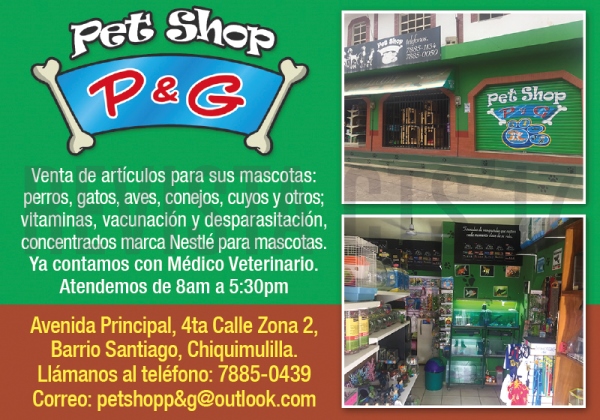 Pet Shop
P & G
Venta de artículos para sus mascotas:
perros, gatos, aves, conejos, cuyos y otros;
vitaminas, vacunación y desparasitación,
concentrados marca Nestlé para mascotas.
Ya contamos con Médico Veterinario.
Atendemos de 8am a 5:30pm
Avenida Principal, 4ta Calle Zona 2,
Barrio Santiago, Chiquimulilla.
Llámanos al teléfono: 7885-0439
Correo: petshopp&g@outlook.com
Pet Shop
teléfonos.
Pet Shop
P & G